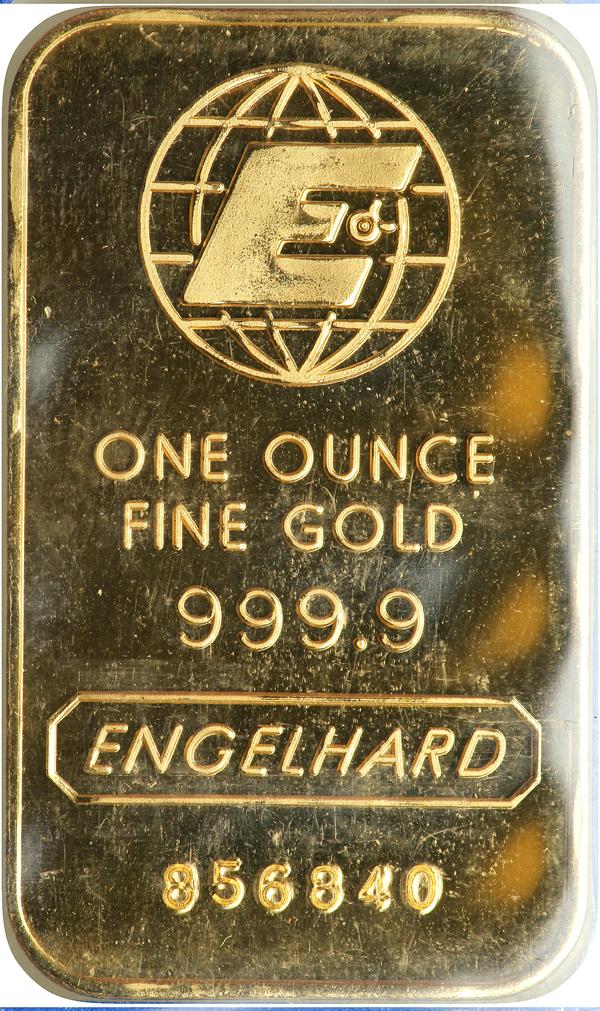 E
ONE OUNCE
FINE GOLD
999.9
ENGELHARD
856840